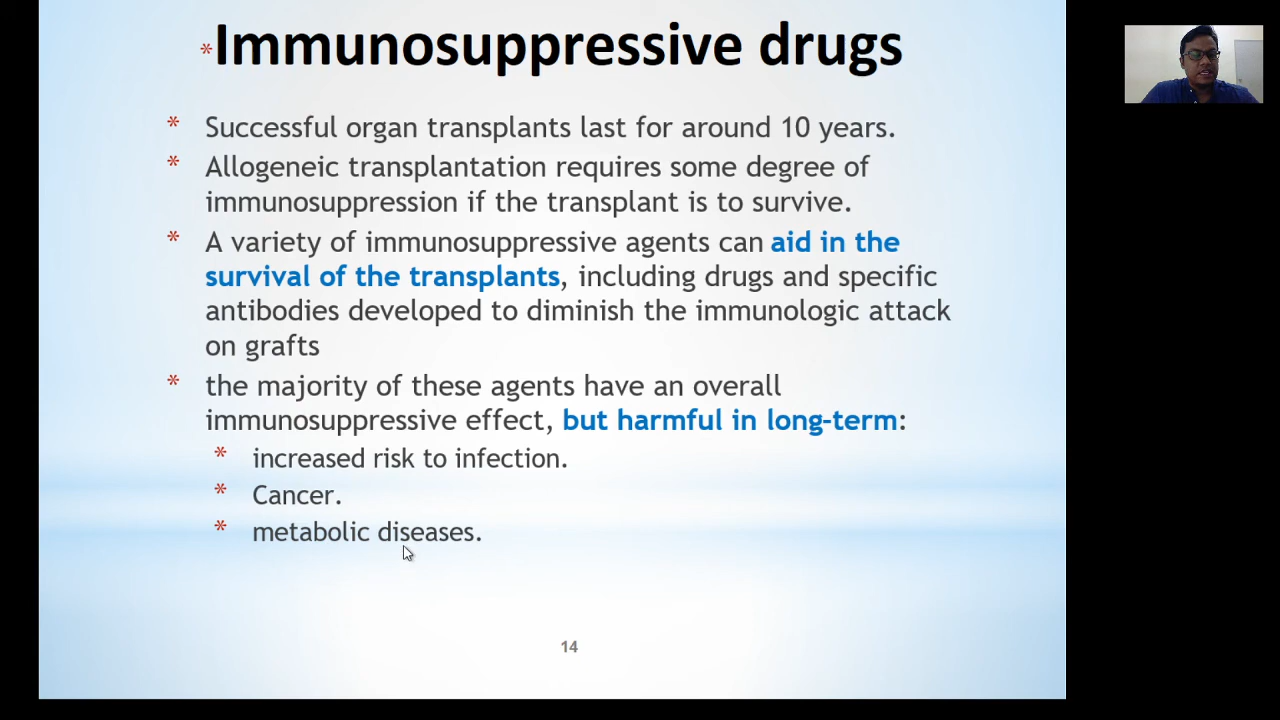 *Immunosuppressive drugs
* Successful organ transplants last for around 10 years.
* Allogeneic transplantation requires some degree of
immunosuppression if the transplant is to survive.
* A variety of immunosuppressive agents can aid in the
survival of the transplants, including drugs and specific
antibodies developed to diminish the immunologic attack
on grafts
* the majority of these agents have an overall
immunosuppressive effect, but harmful in long-term:
* increased risk to infection.
* Cancer.
* metabolic diseases.
14